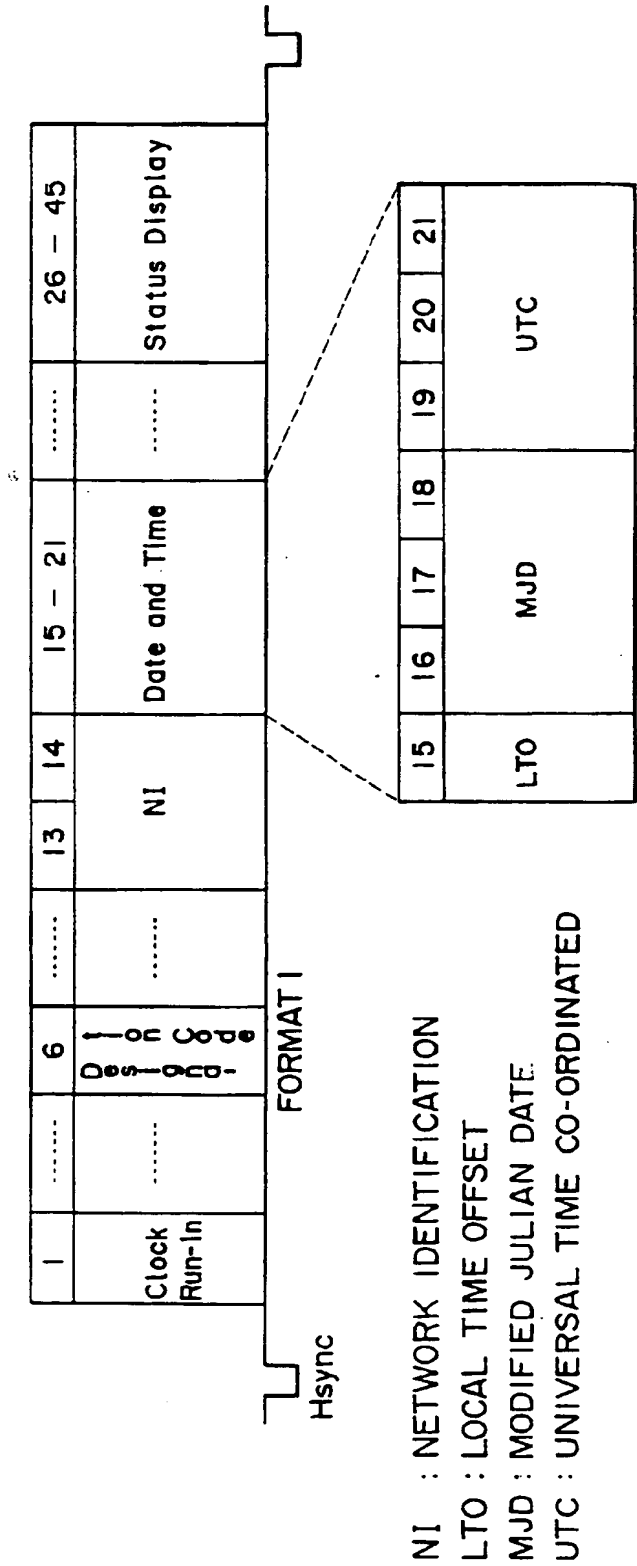 1 ....... 6 ....... 13 14 15 – 21 ....... 26 – 45
Clock Run-In ....... Designa- tion Code ....... NI Date and Time ....... Status Display
Hsync
FORMAT 1
15 16 17 18 19 20 21
LTO MJD UTC
NI : NETWORK IDENTIFICATION
LTO : LOCAL TIME OFFSET
MJD : MODIFIED JULIAN DATE
UTC : UNIVERSAL TIME CO-ORDINATED